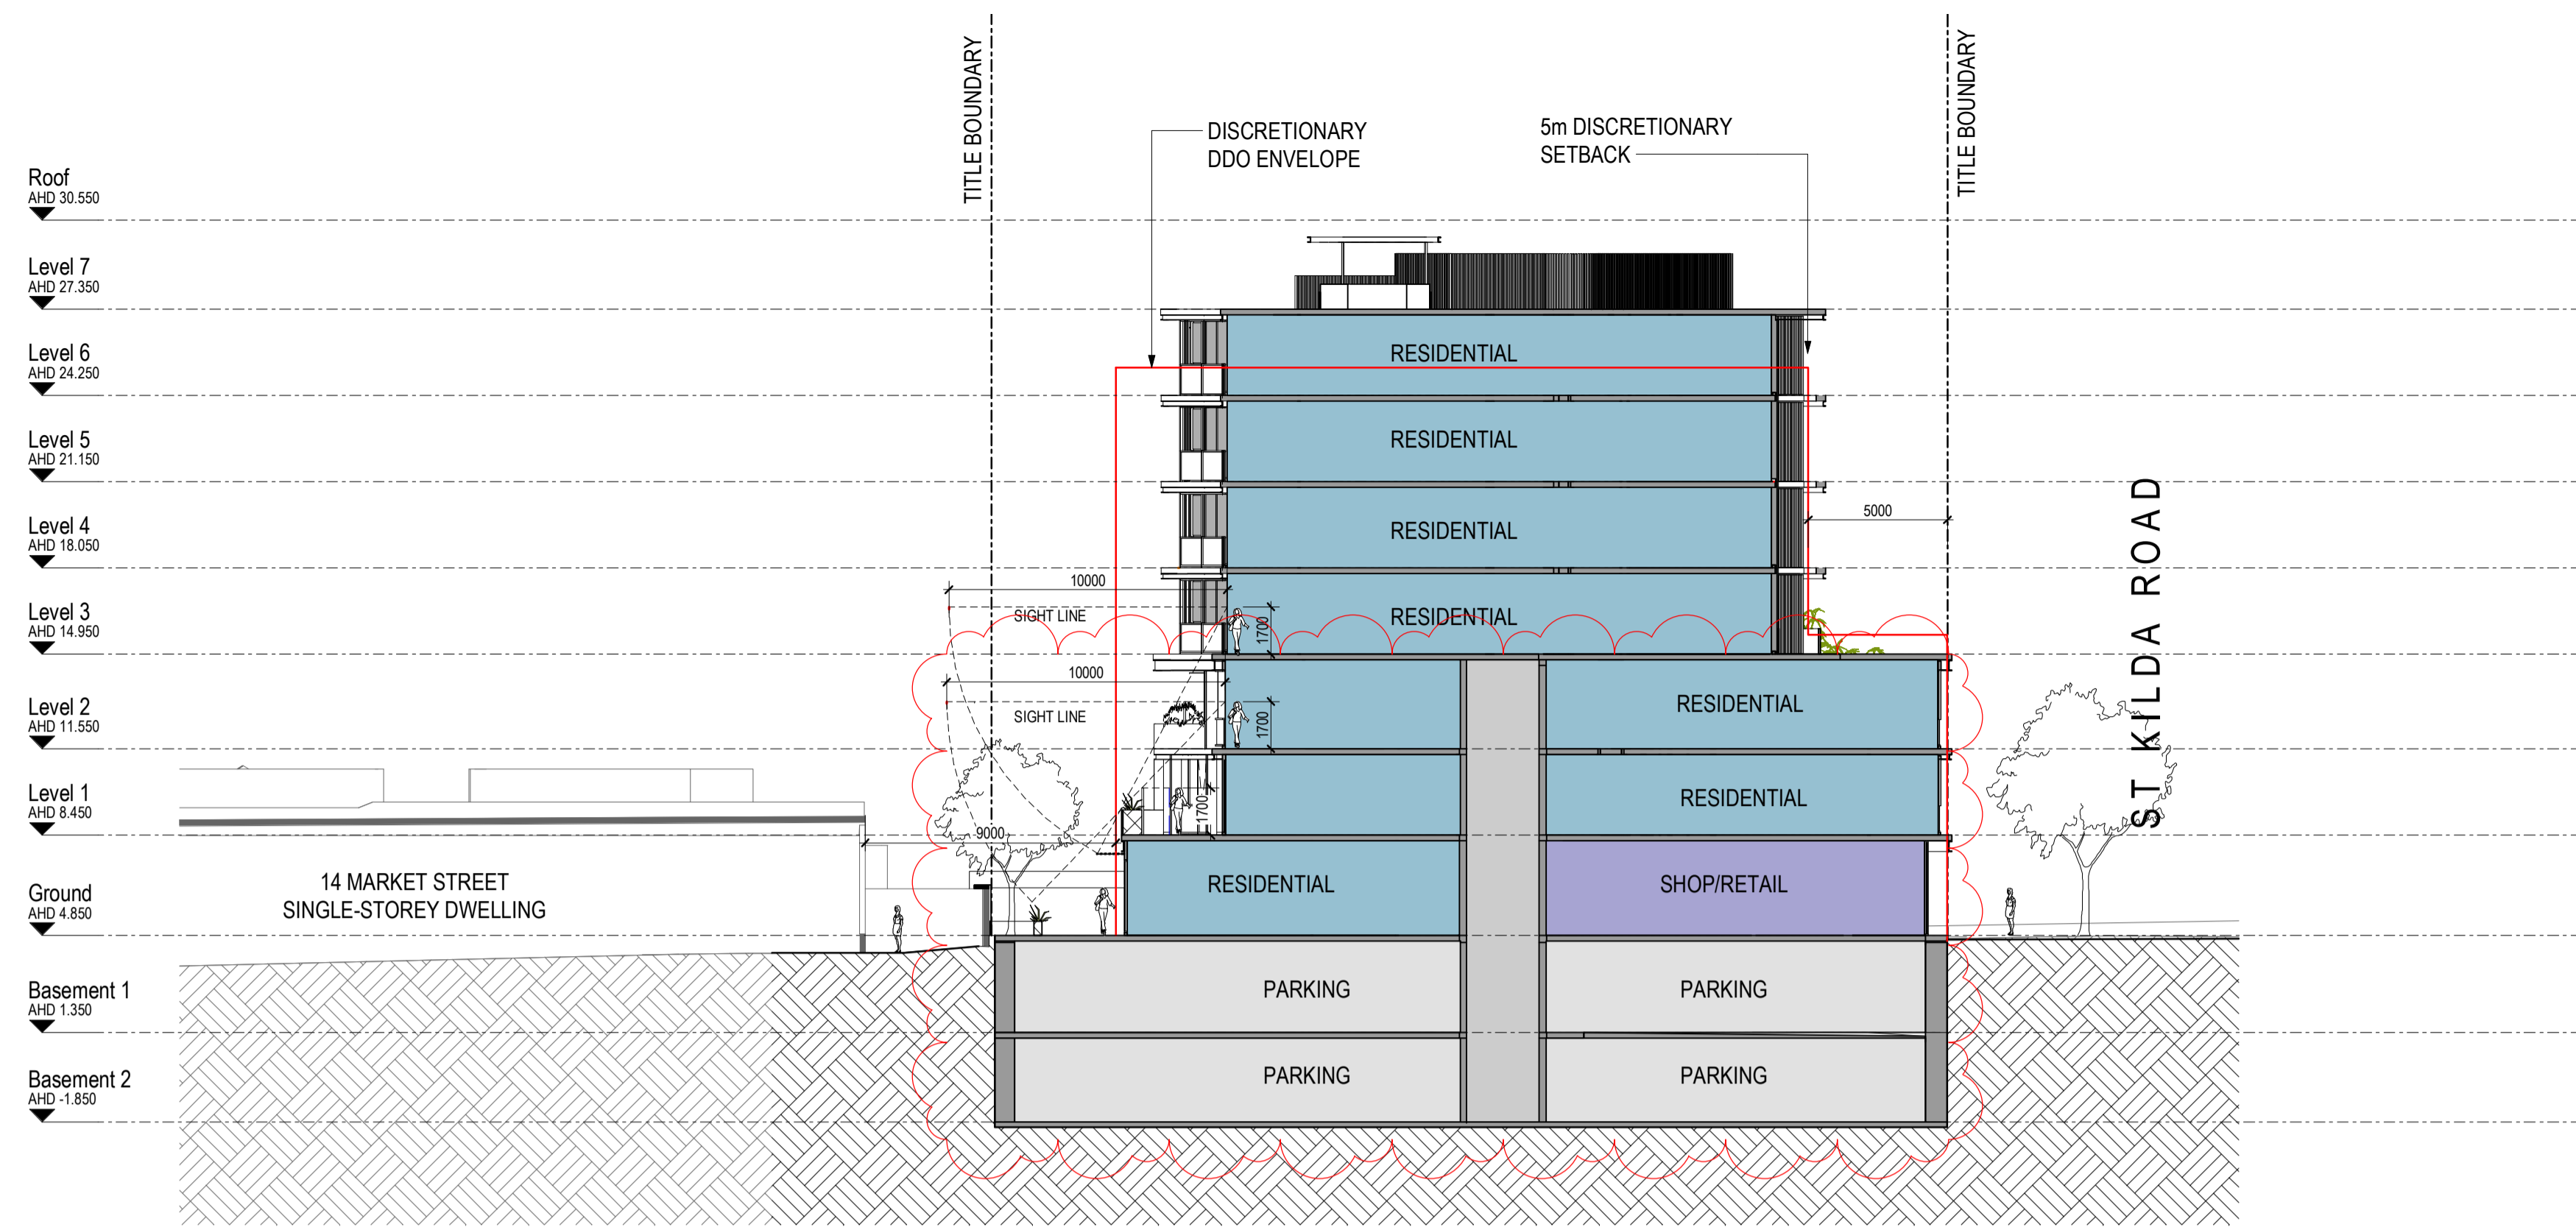 TITLE BOUNDARY
TITLE BOUNDARY
DISCRETIONARY
DDO ENVELOPE
5m DISCRETIONARY
SETBACK
Roof
AHD 30.550
Level 7
AHD 27.350
Level 6
AHD 24.250
RESIDENTIAL
Level 5
AHD 21.150
RESIDENTIAL
Level 4
AHD 18.050
RESIDENTIAL
5000
ST KILDA ROAD
Level 3
AHD 14.950
10000
SIGHT LINE
RESIDENTIAL
1700
Level 2
AHD 11.550
10000
SIGHT LINE
1700
RESIDENTIAL
Level 1
AHD 8.450
1700
RESIDENTIAL
9000
Ground
AHD 4.850
14 MARKET STREET
SINGLE-STOREY DWELLING
RESIDENTIAL
SHOP/RETAIL
Basement 1
AHD 1.350
PARKING
PARKING
Basement 2
AHD -1.850
PARKING
PARKING